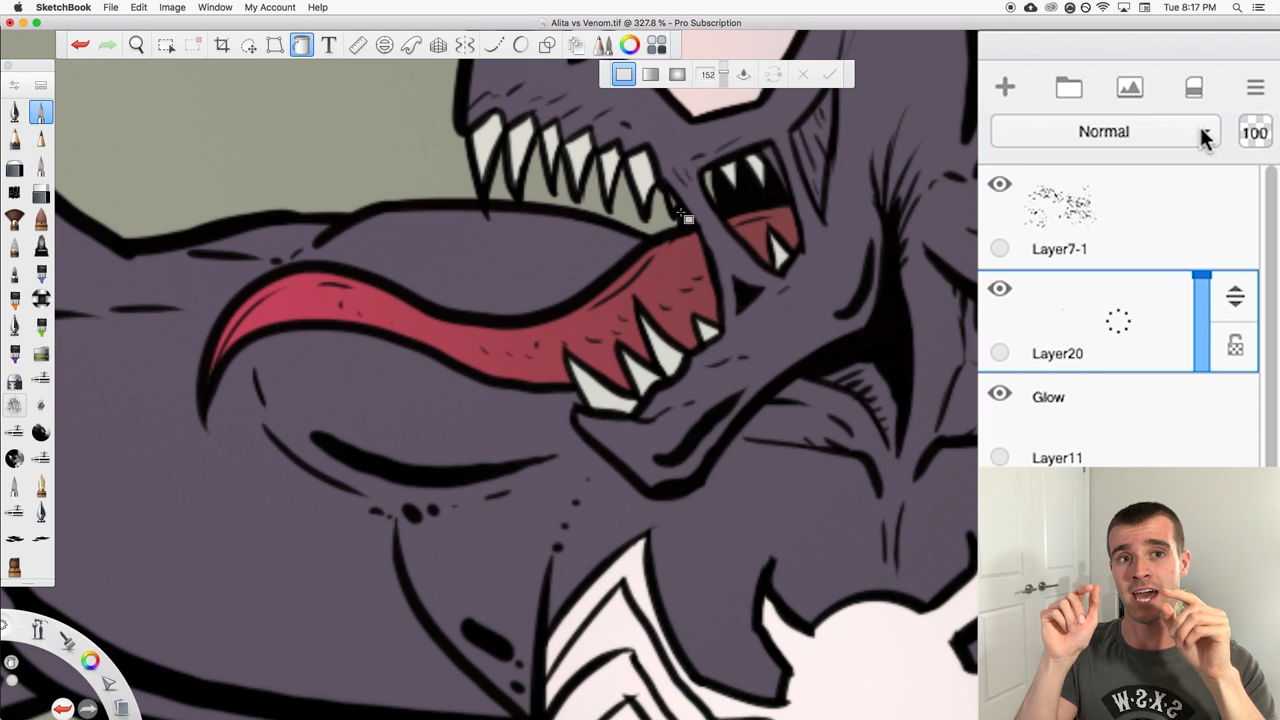 SketchBook File Edit Image Window My Account Help Tue 8:17 PM
Alita vs Venom.tif @ 327.8 % - Pro Subscription
T
152
Normal 100
Layer7-1
Layer20
Glow
Layer11
W.S.X.S